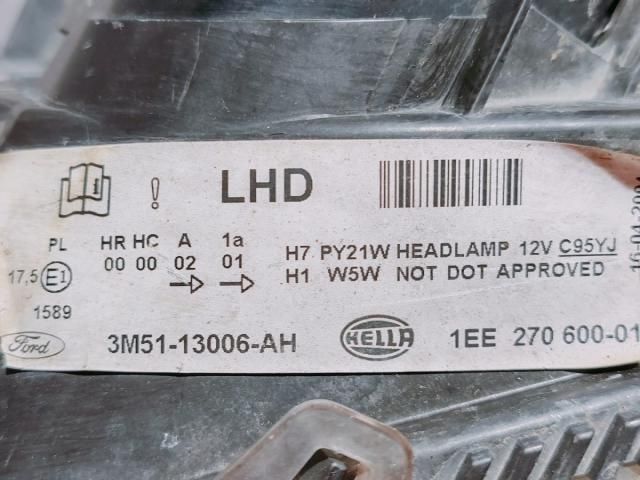 LHD
PL HR HC A 1a
00 00 02 01
17,5 E1
1589
H7 PY21W HEADLAMP 12V C95YJ
H1 W5W NOT DOT APPROVED
Ford 3M51-13006-AH HELLA 1EE 270 600-01